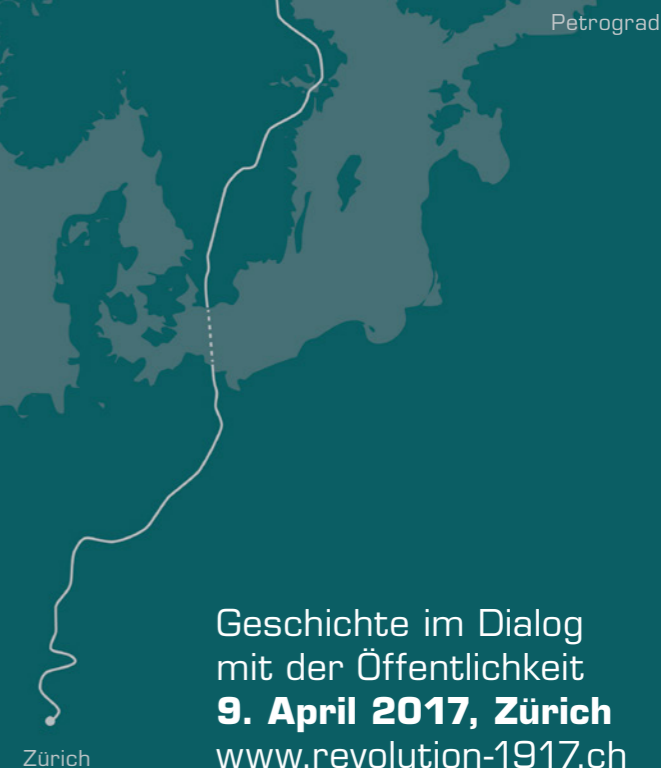 Petrograd
Geschichte im Dialog
mit der Öffentlichkeit
9. April 2017, Zürich
www.revolution-1917.ch
Zürich